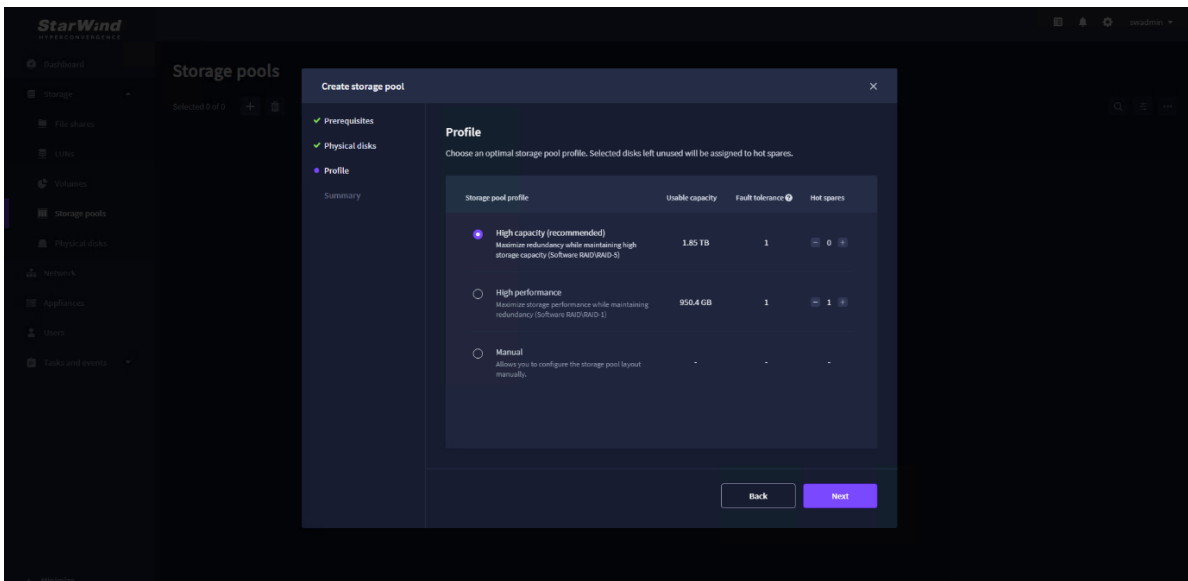 StarWind
HYPERCONVERGENCE
swadmin
Dashboard
Storage
File shares
LUNs
Volumes
Storage pools
Physical disks
Network
Appliances
Users
Tasks and events
Minimize
Storage pools
Selected 0 of 0
Create storage pool
Prerequisites
Physical disks
Profile
Summary
Profile
Choose an optimal storage pool profile. Selected disks left unused will be assigned to hot spares.
Storage pool profile Usable capacity Fault tolerance ? Hot spares
High capacity (recommended)
Maximize redundancy while maintaining high
storage capacity (Software RAID\RAID-5)
1.85 TB 1 − 0 +
High performance
Maximize storage performance while maintaining
redundancy (Software RAID\RAID-1)
950.4 GB 1 − 1 +
Manual
Allows you to configure the storage pool layout
manually.
- - -
Back
Next